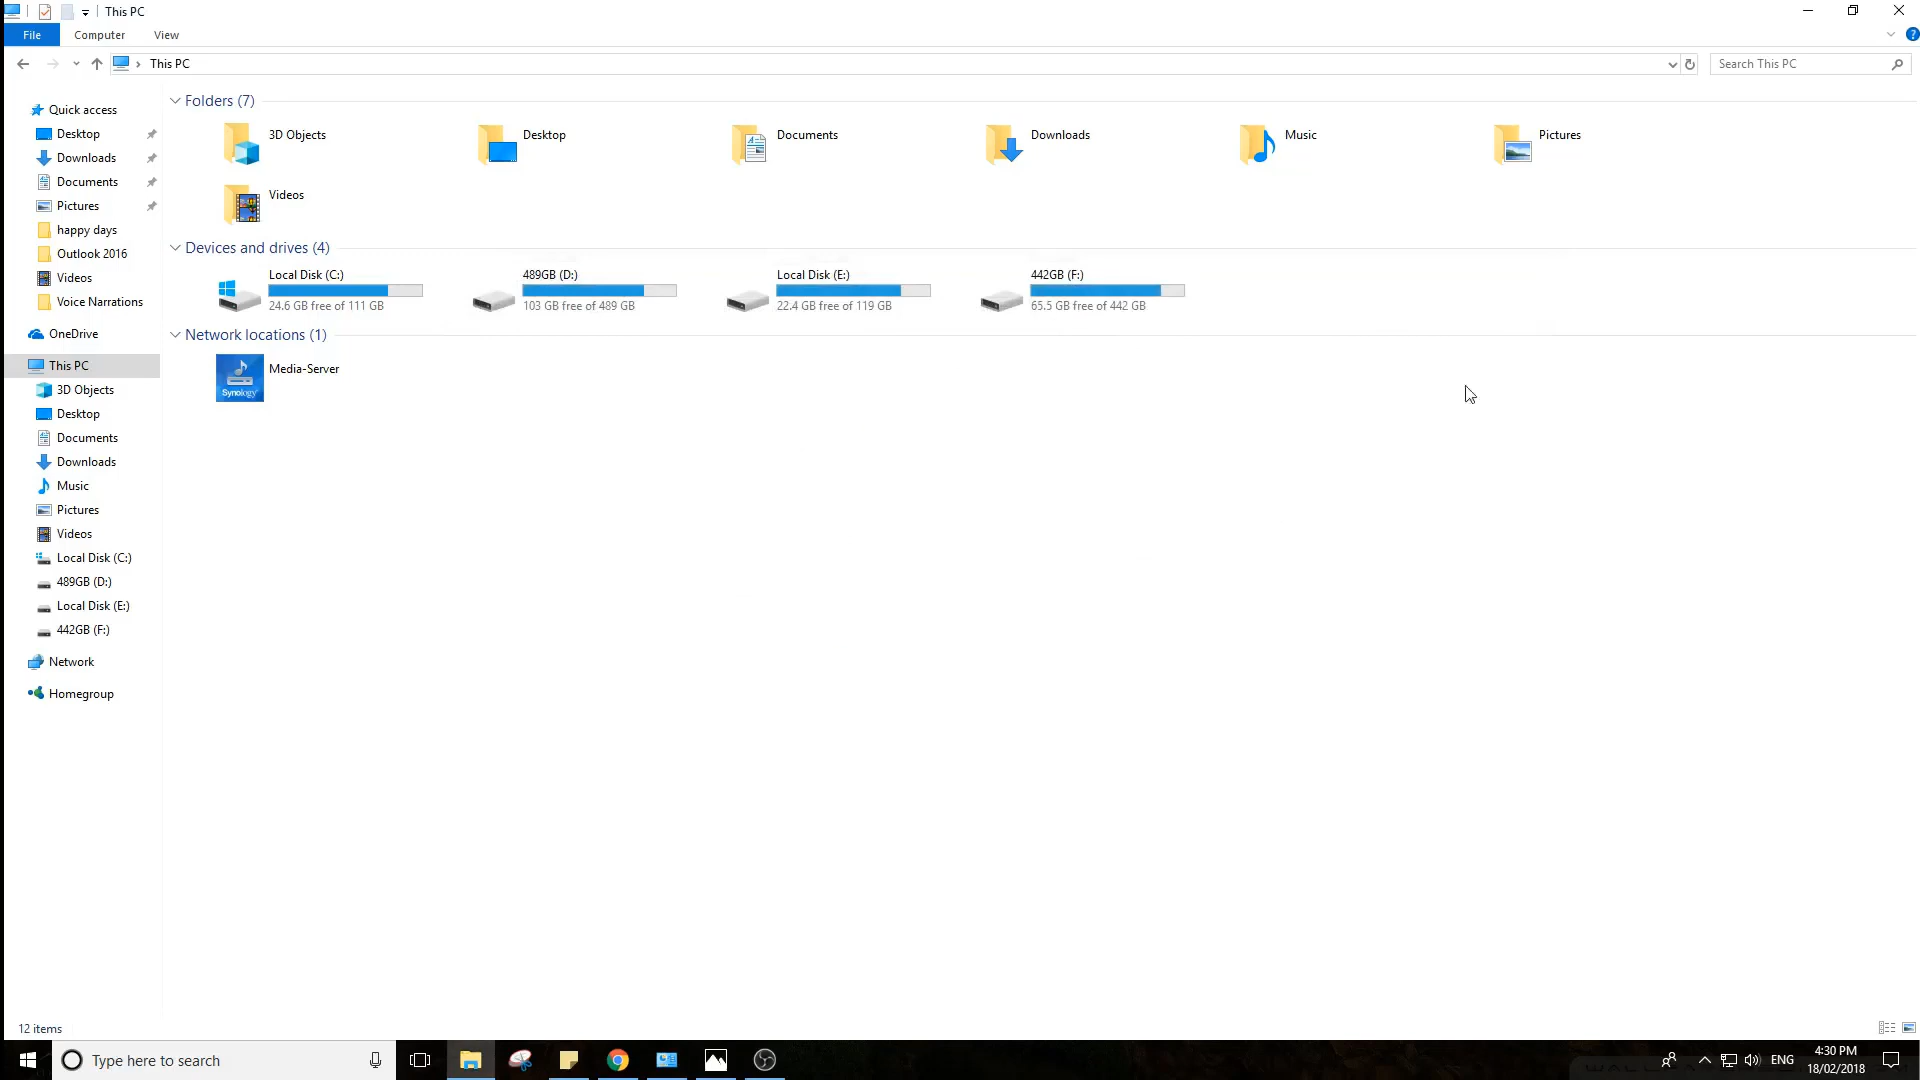 This PC
File
Computer
View
This PC
Search This PC
Quick access
Desktop
Downloads
Documents
Pictures
happy days
Outlook 2016
Videos
Voice Narrations
OneDrive
This PC
3D Objects
Desktop
Documents
Downloads
Music
Pictures
Videos
Local Disk (C:)
489GB (D:)
Local Disk (E:)
442GB (F:)
Network
Homegroup
Folders (7)
3D Objects
Desktop
Documents
Downloads
Music
Pictures
Videos
Devices and drives (4)
Local Disk (C:)
24.6 GB free of 111 GB
489GB (D:)
103 GB free of 489 GB
Local Disk (E:)
22.4 GB free of 119 GB
442GB (F:)
65.5 GB free of 442 GB
Network locations (1)
Synology
Media-Server
12 items
Type here to search
ENG
4:30 PM
18/02/2018